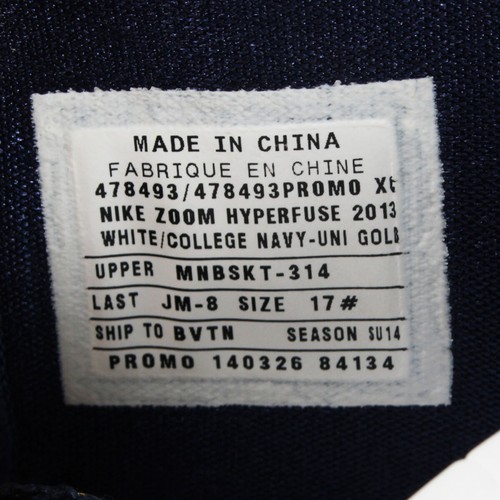 MADE IN CHINA
FABRIQUE EN CHINE
478493/478493PROMO
NIKE ZOOM HYPERFUSE 2013
WHITE/COLLEGE NAVY-UNI GOL
UPPER MNBSKT-314
LAST JM-8 SIZE 17#
SHIP TO BVTN SEASON SU14
PROMO 140326 84134